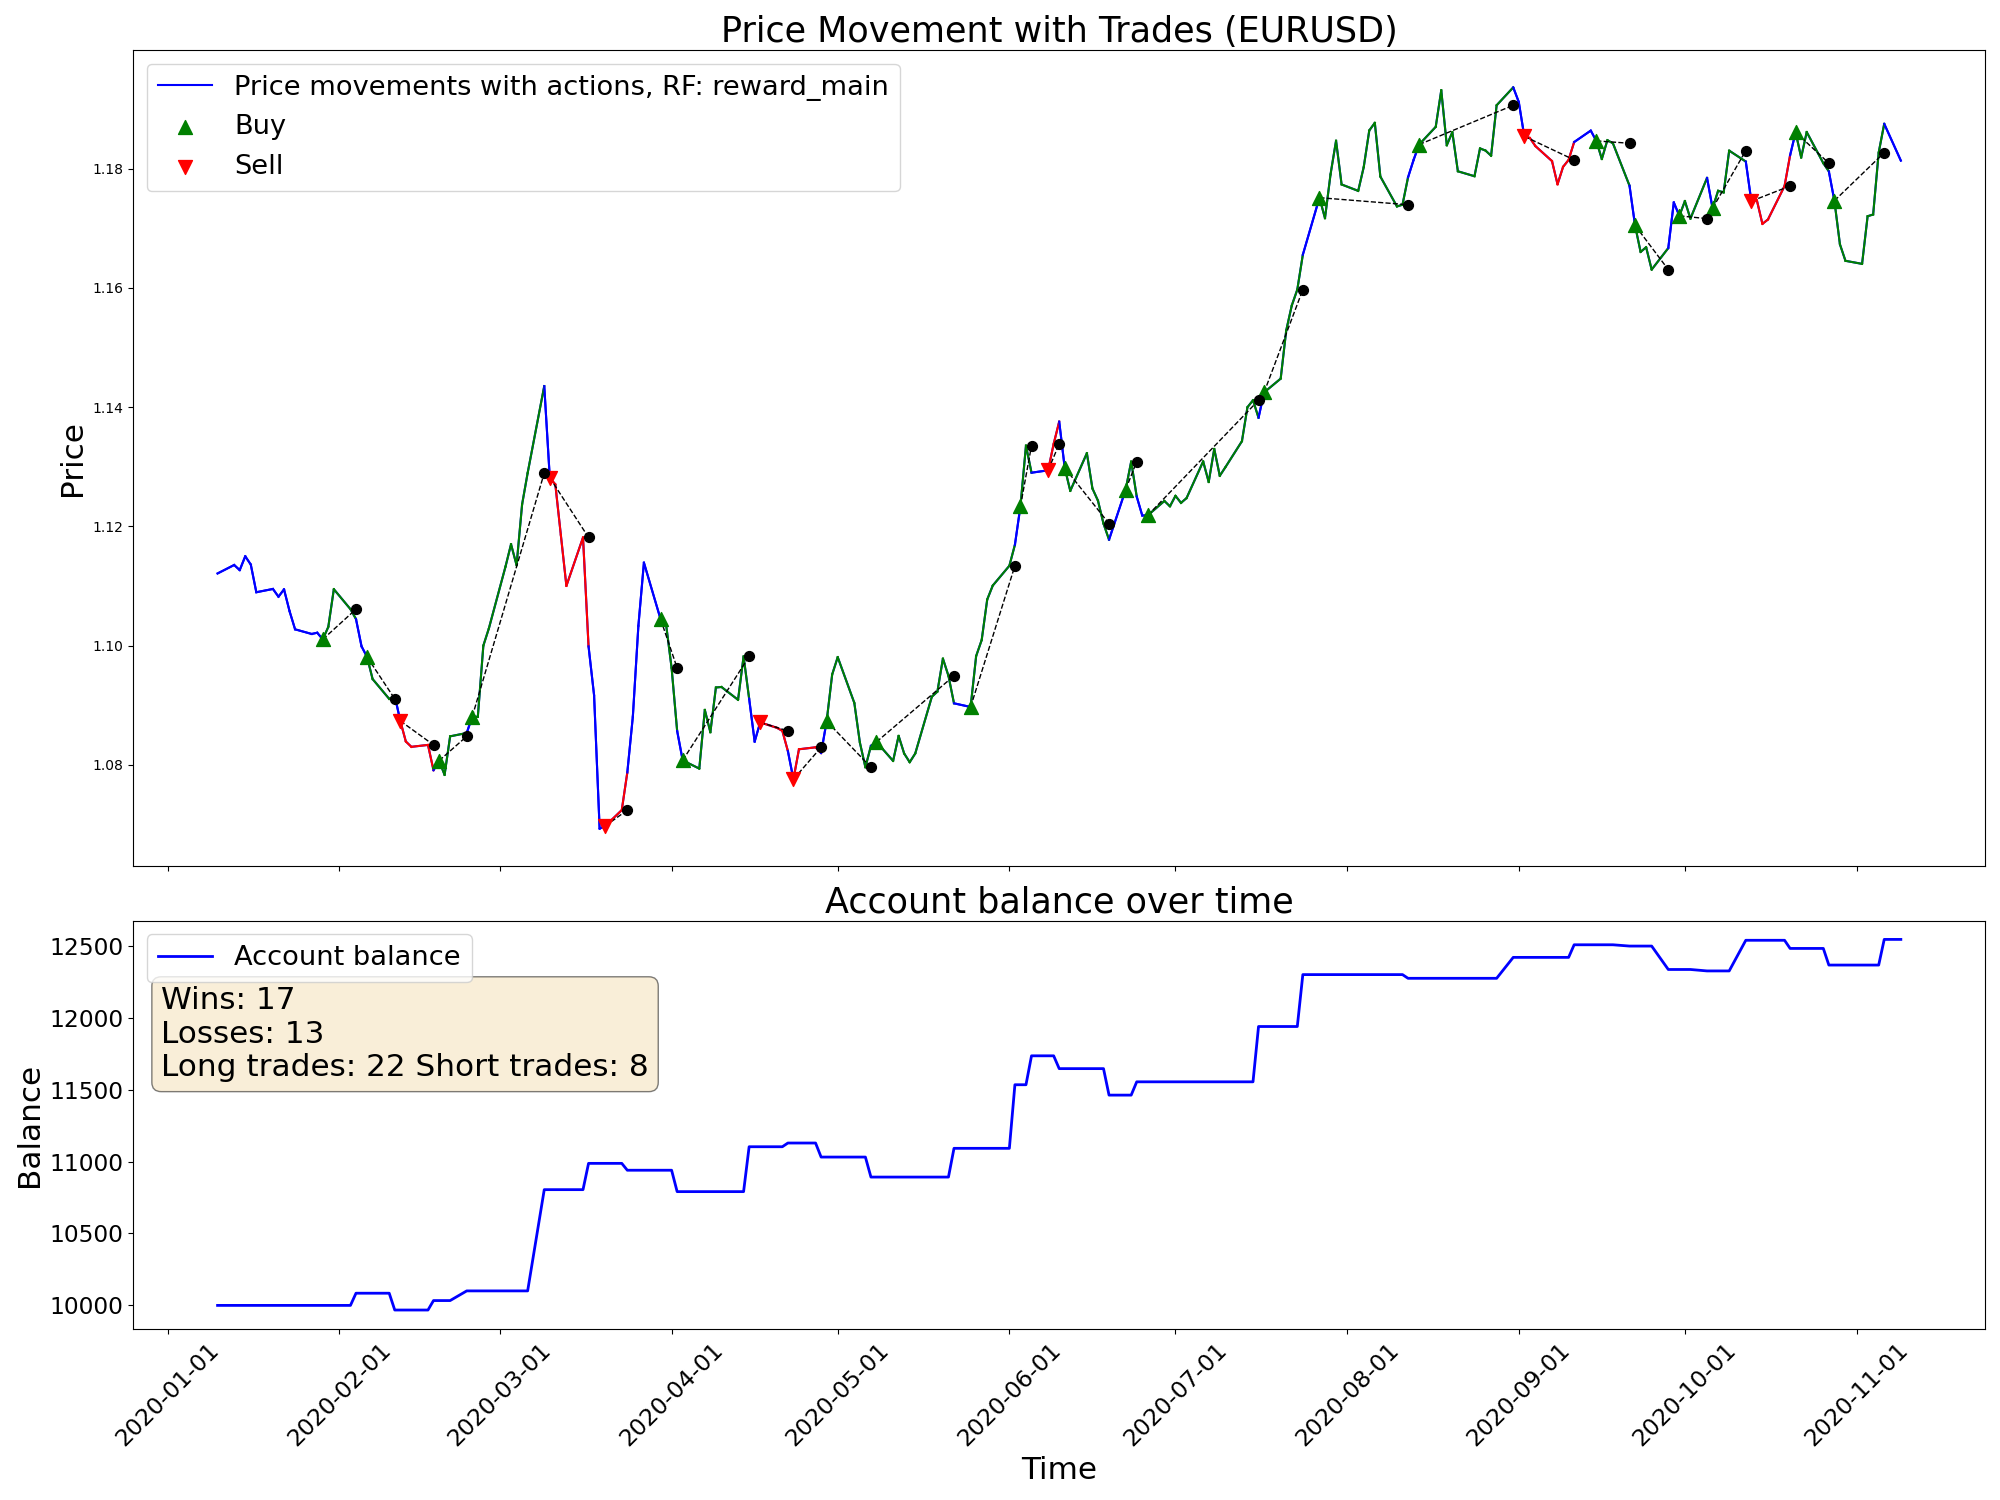 Price Movement with Trades (EURUSD)
Price movements with actions, RF: reward_main
Buy
Sell
Price
1.18
1.16
1.14
1.12
1.10
1.08
Account balance over time
Account balance
Wins: 17
Losses: 13
Long trades: 22 Short trades: 8
Balance
12500
12000
11500
11000
10500
10000
2020-01-01
2020-02-01
2020-03-01
2020-04-01
2020-05-01
2020-06-01
2020-07-01
2020-08-01
2020-09-01
2020-10-01
2020-11-01
Time